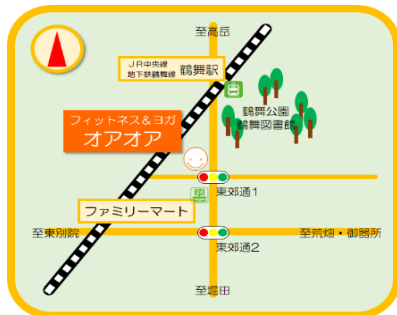 至高岳
JR中央線
地下鉄鶴舞線
鶴舞駅
鶴舞公園
鶴舞図書館
フィットネス&ヨガ
オアオア
東郊通1
ファミリーマート
至東別院
至荒畑・御器所
東郊通2
至堀田